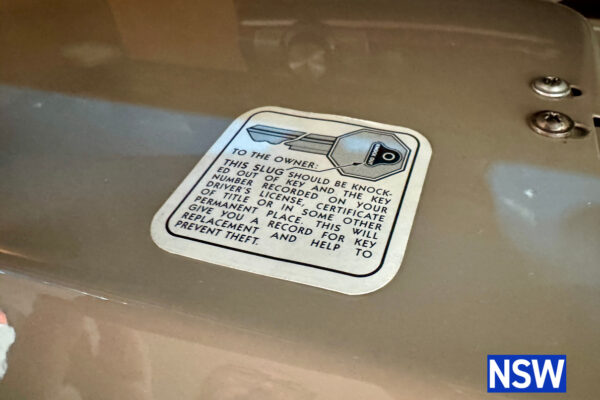 TO THE OWNER:
THIS SLUG SHOULD BE KNOCK-
ED OUT OF KEY AND THE KEY
NUMBER RECORDED ON YOUR
DRIVER'S LICENSE, CERTIFICATE
OF TITLE OR IN SOME OTHER
PERMANENT PLACE. THIS WILL
GIVE YOU A RECORD FOR KEY
REPLACEMENT AND HELP TO
PREVENT THEFT.
NSW